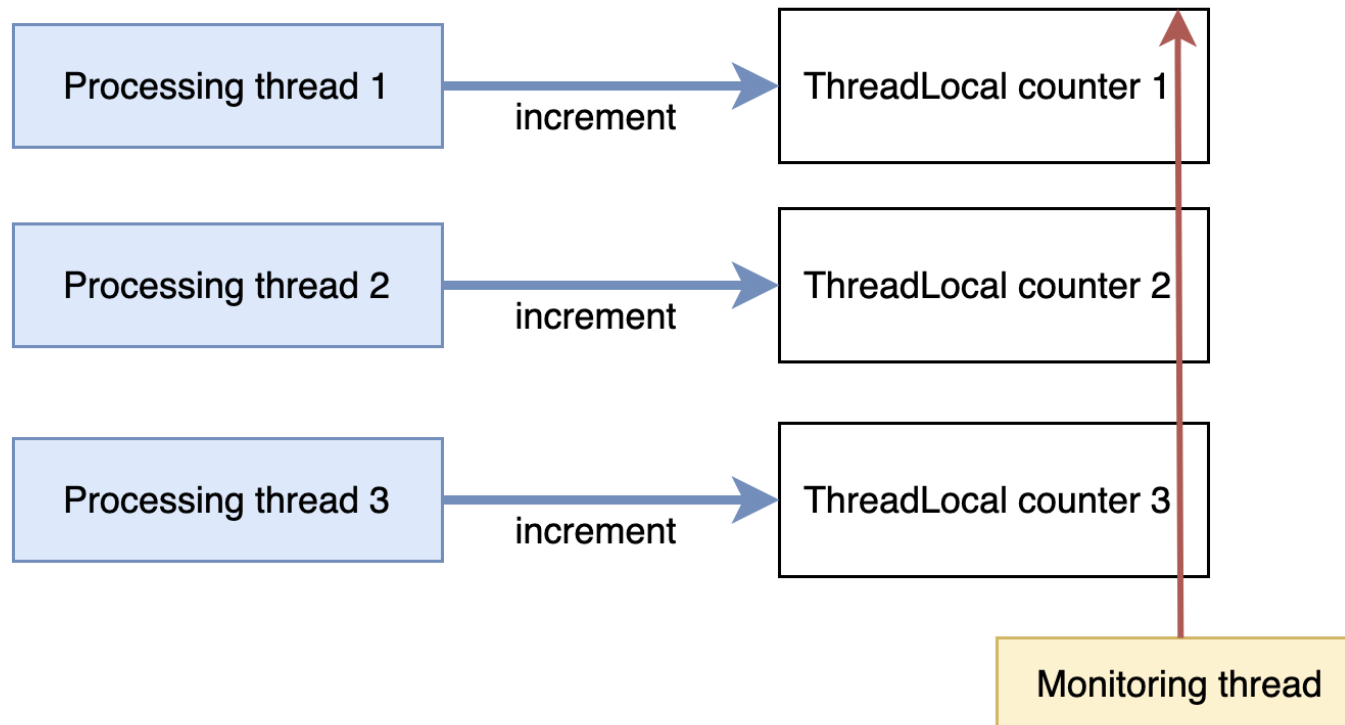 Processing thread 1
increment
ThreadLocal counter 1
Processing thread 2
increment
ThreadLocal counter 2
Processing thread 3
increment
ThreadLocal counter 3
Monitoring thread